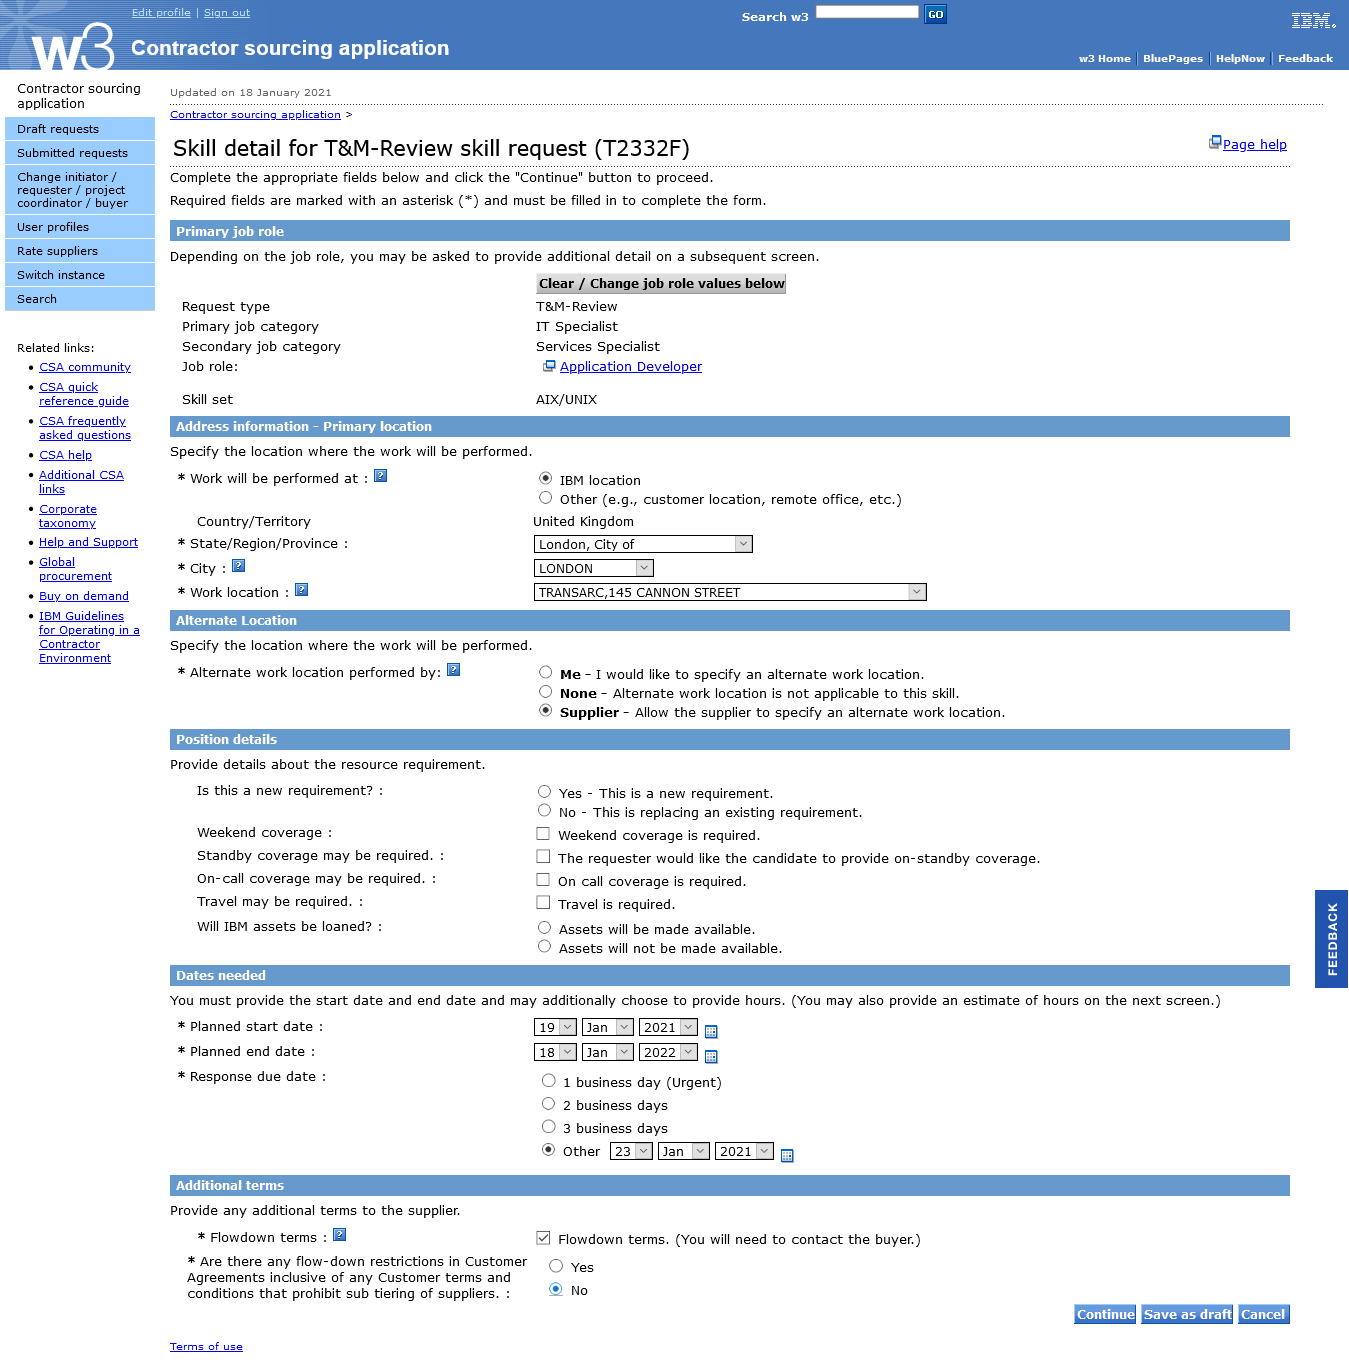 Edit profile | Sign out
Search w3
GO
IBM.
w3
Contractor sourcing application
w3 Home | BluePages | HelpNow | Feedback
Contractor sourcing
application
Draft requests
Submitted requests
Change initiator /
requester / project
coordinator / buyer
User profiles
Rate suppliers
Switch instance
Search
Related links:
CSA community
CSA quick
reference guide
CSA frequently
asked questions
CSA help
Additional CSA
links
Corporate
taxonomy
Help and Support
Global
procurement
Buy on demand
IBM Guidelines
for Operating in a
Contractor
Environment
Updated on 18 January 2021
Contractor sourcing application >
Skill detail for T&M-Review skill request (T2332F)
Page help
Complete the appropriate fields below and click the "Continue" button to proceed.
Required fields are marked with an asterisk (*) and must be filled in to complete the form.
Primary job role
Depending on the job role, you may be asked to provide additional detail on a subsequent screen.
Clear / Change job role values below
Request type T&M-Review
Primary job category IT Specialist
Secondary job category Services Specialist
Job role: Application Developer
Skill set AIX/UNIX
Address information - Primary location
Specify the location where the work will be performed.
* Work will be performed at : ? IBM location
Other (e.g., customer location, remote office, etc.)
Country/Territory United Kingdom
* State/Region/Province : London, City of
* City : ? LONDON
* Work location : ? TRANSARC,145 CANNON STREET
Alternate Location
Specify the location where the work will be performed.
* Alternate work location performed by: ? Me - I would like to specify an alternate work location.
None - Alternate work location is not applicable to this skill.
Supplier - Allow the supplier to specify an alternate work location.
Position details
Provide details about the resource requirement.
Is this a new requirement? : Yes - This is a new requirement.
No - This is replacing an existing requirement.
Weekend coverage : Weekend coverage is required.
Standby coverage may be required. : The requester would like the candidate to provide on-standby coverage.
On-call coverage may be required. : On call coverage is required.
Travel may be required. : Travel is required.
Will IBM assets be loaned? : Assets will be made available.
Assets will not be made available.
Dates needed
You must provide the start date and end date and may additionally choose to provide hours. (You may also provide an estimate of hours on the next screen.)
* Planned start date : 19 Jan 2021
* Planned end date : 18 Jan 2022
* Response due date : 1 business day (Urgent)
2 business days
3 business days
Other 23 Jan 2021
Additional terms
Provide any additional terms to the supplier.
* Flowdown terms : ? Flowdown terms. (You will need to contact the buyer.)
* Are there any flow-down restrictions in Customer
Agreements inclusive of any Customer terms and
conditions that prohibit sub tiering of suppliers. :
Yes
No
Continue Save as draft Cancel
Terms of use
FEEDBACK